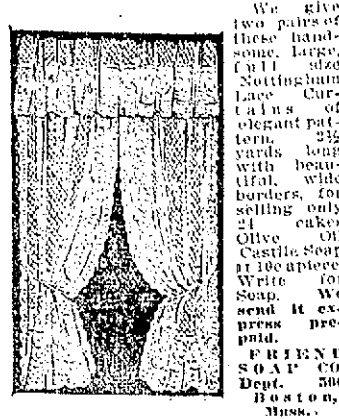 We give
two pairs of
these hand-
some, large,
full size
Nottingham
Lace Cur-
tains of
elegant pat-
tern, 2½
yards long
with beau-
tiful, wide
borders, for
selling only
24 cakes
Olive Oil
Castile Soap
at 10c apiece
Write for
Soap. We
send it ex-
press pre-
paid.
FRIEND
SOAP CO
Dept.
Boston,
Mass.